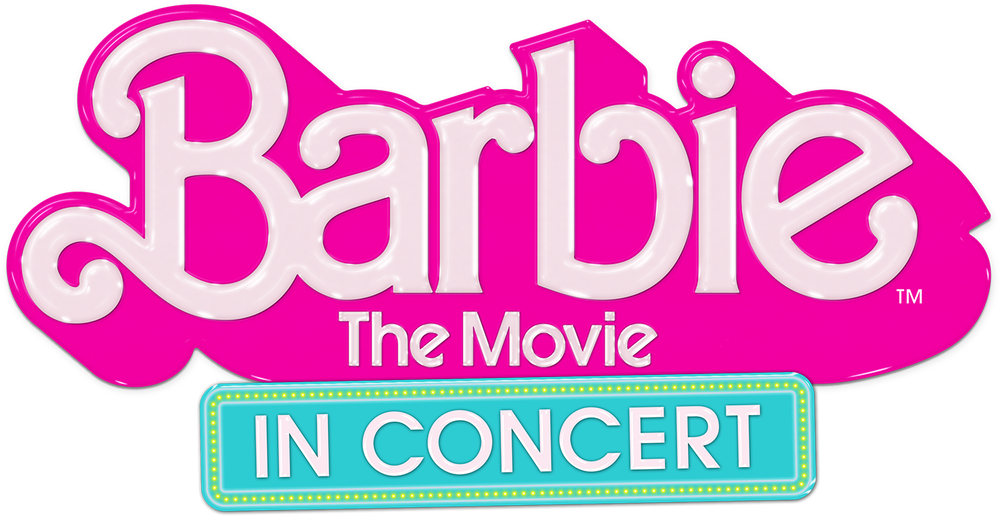 Barbie
TM
The Movie
IN CONCERT